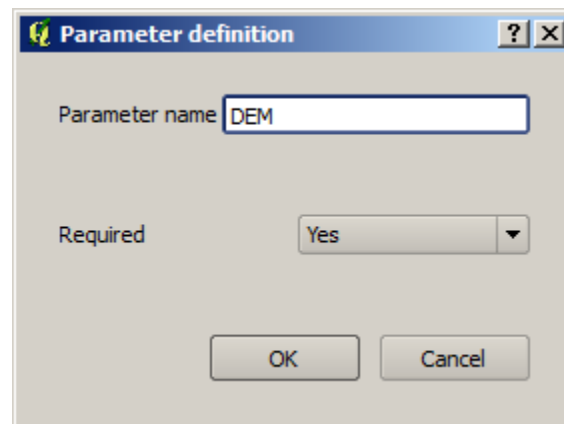 Parameter definition
Parameter name DEM
Required Yes
OK Cancel